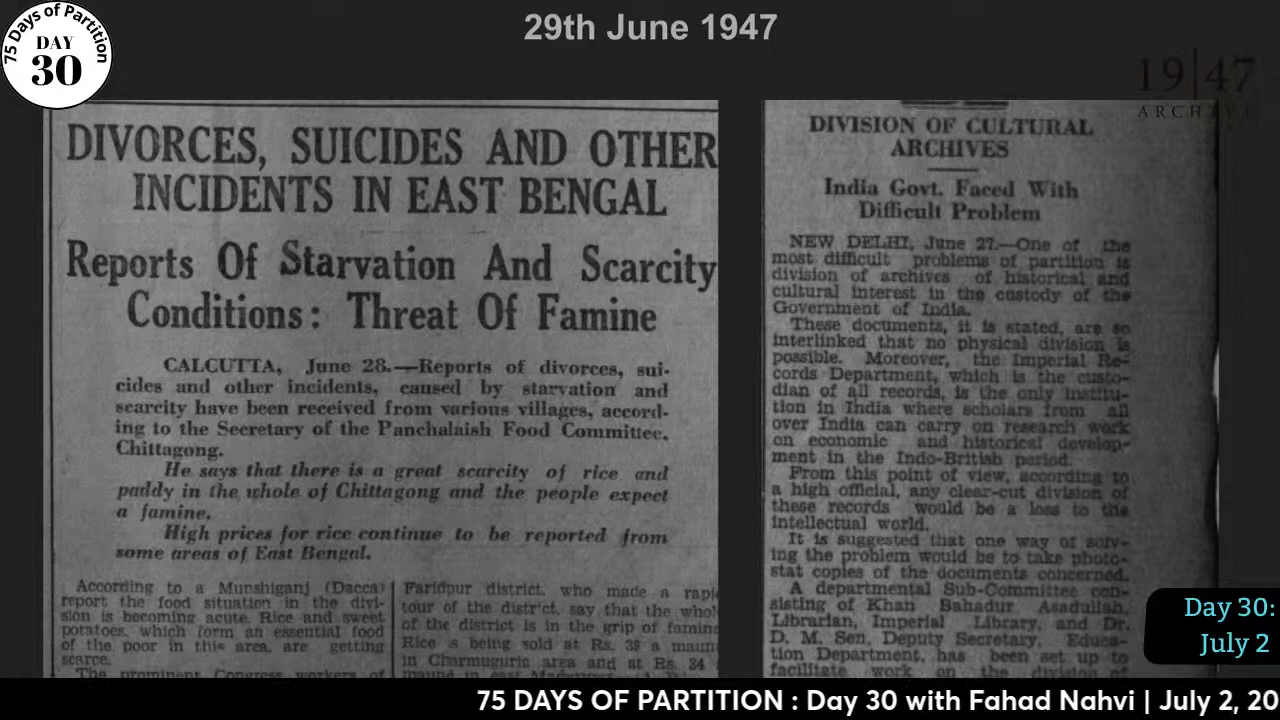 75 Days of Partition
DAY
30
29th June 1947
19|47
ARCHIVE
DIVORCES, SUICIDES AND OTHER
INCIDENTS IN EAST BENGAL
Reports Of Starvation And Scarcity
Conditions: Threat Of Famine
CALCUTTA, June 28.—Reports of divorces, sui-
cides and other incidents, caused by starvation and
scarcity have been received from various villages, accord-
ing to the Secretary of the Panchalaish Food Committee,
Chittagong.
He says that there is a great scarcity of rice and
paddy in the whole of Chittagong and the people expect
a famine.
High prices for rice continue to be reported from
some areas of East Bengal.
According to a Munshiganj (Dacca)
report the food situation in the divi-
sion is becoming acute. Rice and sweet
potatoes, which form an essential food
of the poor in this area, are getting
scarce.
The prominent Congress workers of
Faridpur district, who made a rapi
tour of the district, say that the whol
of the district is in the grip of famine
Rice is being sold at Rs. 38 a maun
in Charmuguria area and at Rs. 34
maund in east
DIVISION OF CULTURAL
ARCHIVES
India Govt. Faced With
Difficult Problem
NEW DELHI, June 27.—One of the
most difficult problems of partition is
division of archives of historical and
cultural interest in the custody of the
Government of India.
These documents, it is stated, are so
interlinked that no physical division is
possible. Moreover, the Imperial Re-
cords Department, which is the custo-
dian of all records, is the only institu-
tion in India where scholars from all
over India can carry on research work
on economic and historical develop-
ment in the Indo-British period.
From this point of view, according to
a high official, any clear-cut division of
these records would be a loss to the
intellectual world.
It is suggested that one way of solv-
ing the problem would be to take photo-
stat copies of the documents concerned.
A departmental Sub-Committee con-
sisting of Khan Bahadur Asadullah,
Librarian, Imperial Library, and Dr.
D. M. Sen, Deputy Secretary, Educa-
tion Department, has been set up to
facilitate work on the division of
Day 30:
July 2
75 DAYS OF PARTITION : Day 30 with Fahad Nahvi | July 2, 20